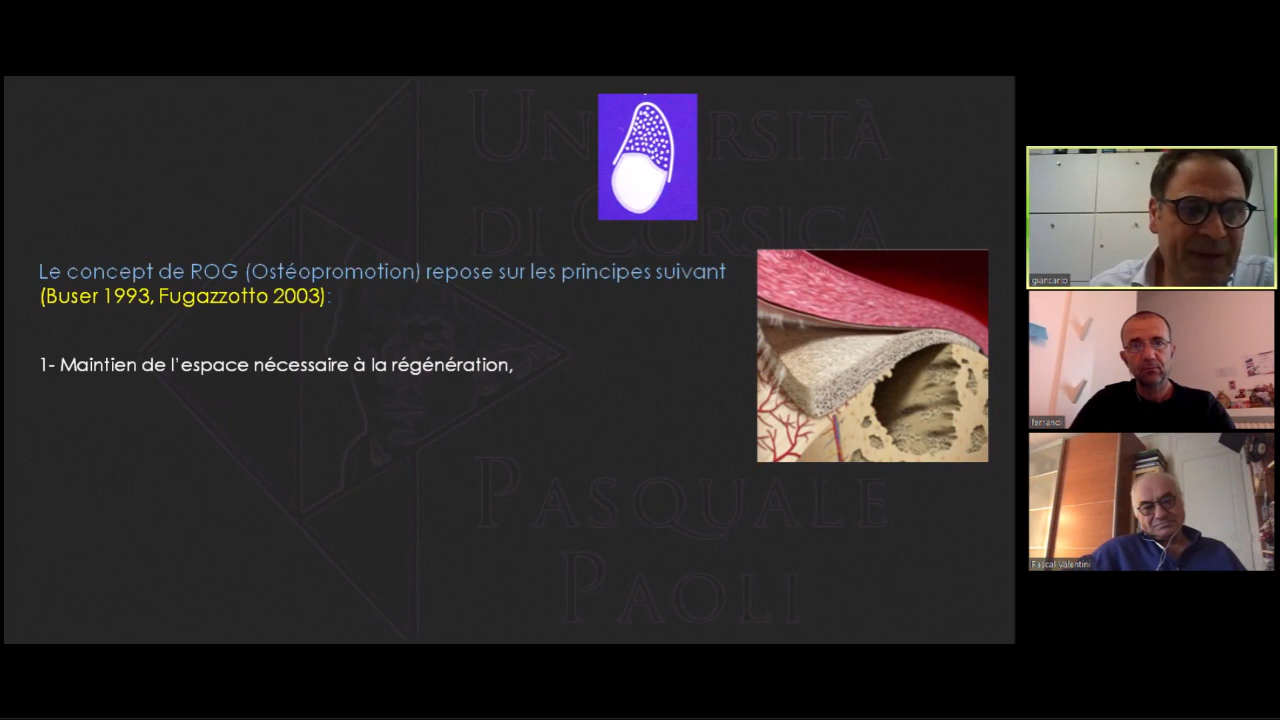 UNIVERSITÀ
DI CORSICA
Le concept de ROG (Ostéopromotion) repose sur les principes suivant
(Buser 1993, Fugazzotto 2003):
1- Maintien de l'espace nécessaire à la régénération,
PASQUALE
PAOLI
giancarlo
ferrandi
Pascal Valentini